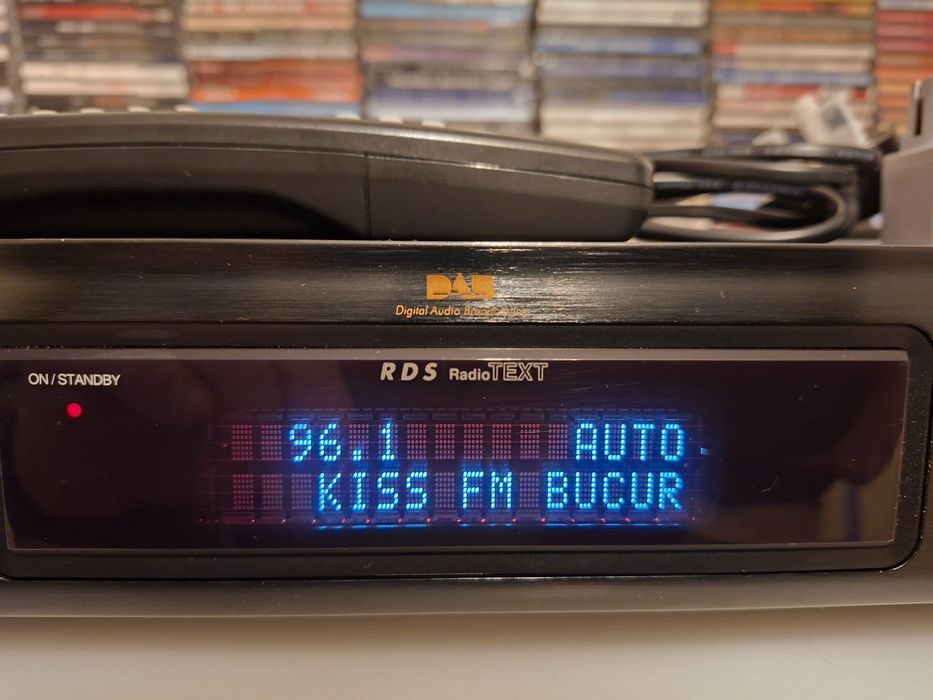 DAB
Digital Audio Broadcasting
RDS RadioTEXT
ON/STANDBY
96.1 AUTO
KISS FM BUCUR